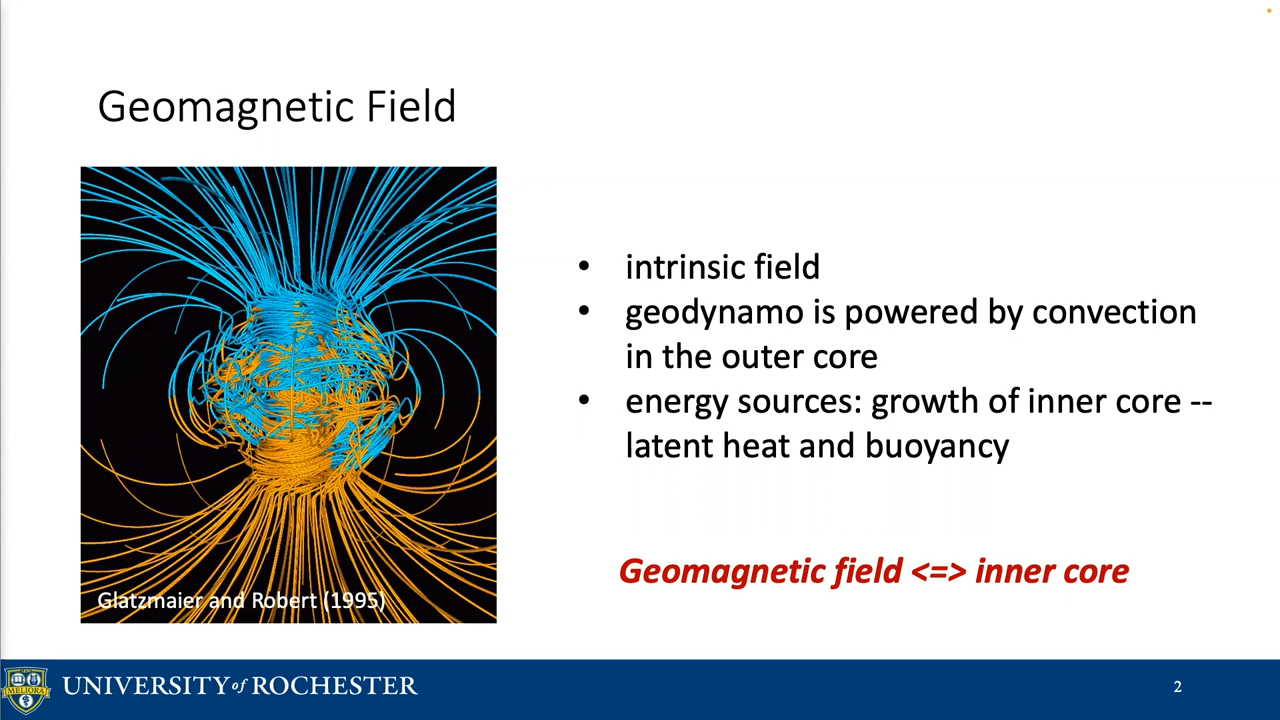 Geomagnetic Field
• intrinsic field
• geodynamo is powered by convection
in the outer core
• energy sources: growth of inner core --
latent heat and buoyancy
Geomagnetic field <=> inner core
Glatzmaier and Robert (1995)
MELIORA
UNIVERSITY of ROCHESTER
2